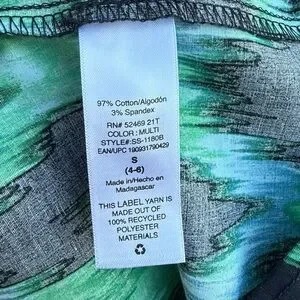 97% Cotton/Algodón
3% Spandex
RN# 52469 21T
COLOR : MULTI
STYLE#:SS-1180B
EAN/UPC 190931790429
S
(4-6)
Made in/Hecho en
Madagascar
THIS LABEL YARN IS
MADE OUT OF
100% RECYCLED
POLYESTER
MATERIALS